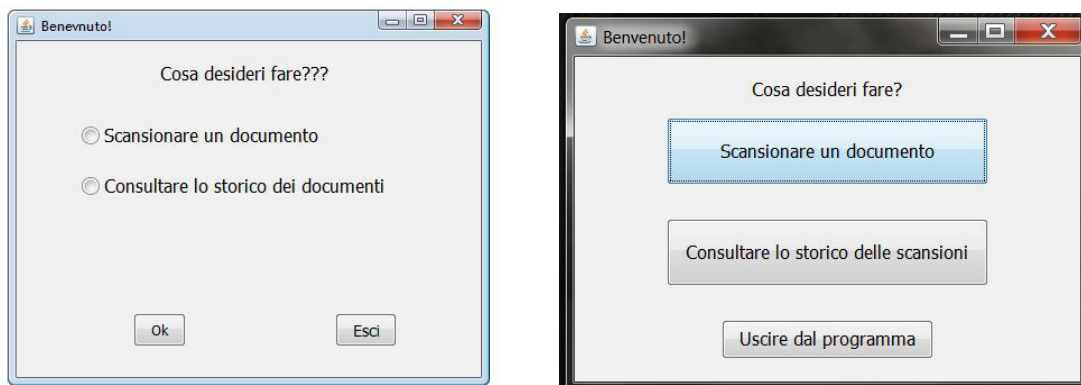 Benevnuto!
Cosa desideri fare???
Scansionare un documento
Consultare lo storico dei documenti
Ok
Esci
Benvenuto!
Cosa desideri fare?
Scansionare un documento
Consultare lo storico delle scansioni
Uscire dal programma